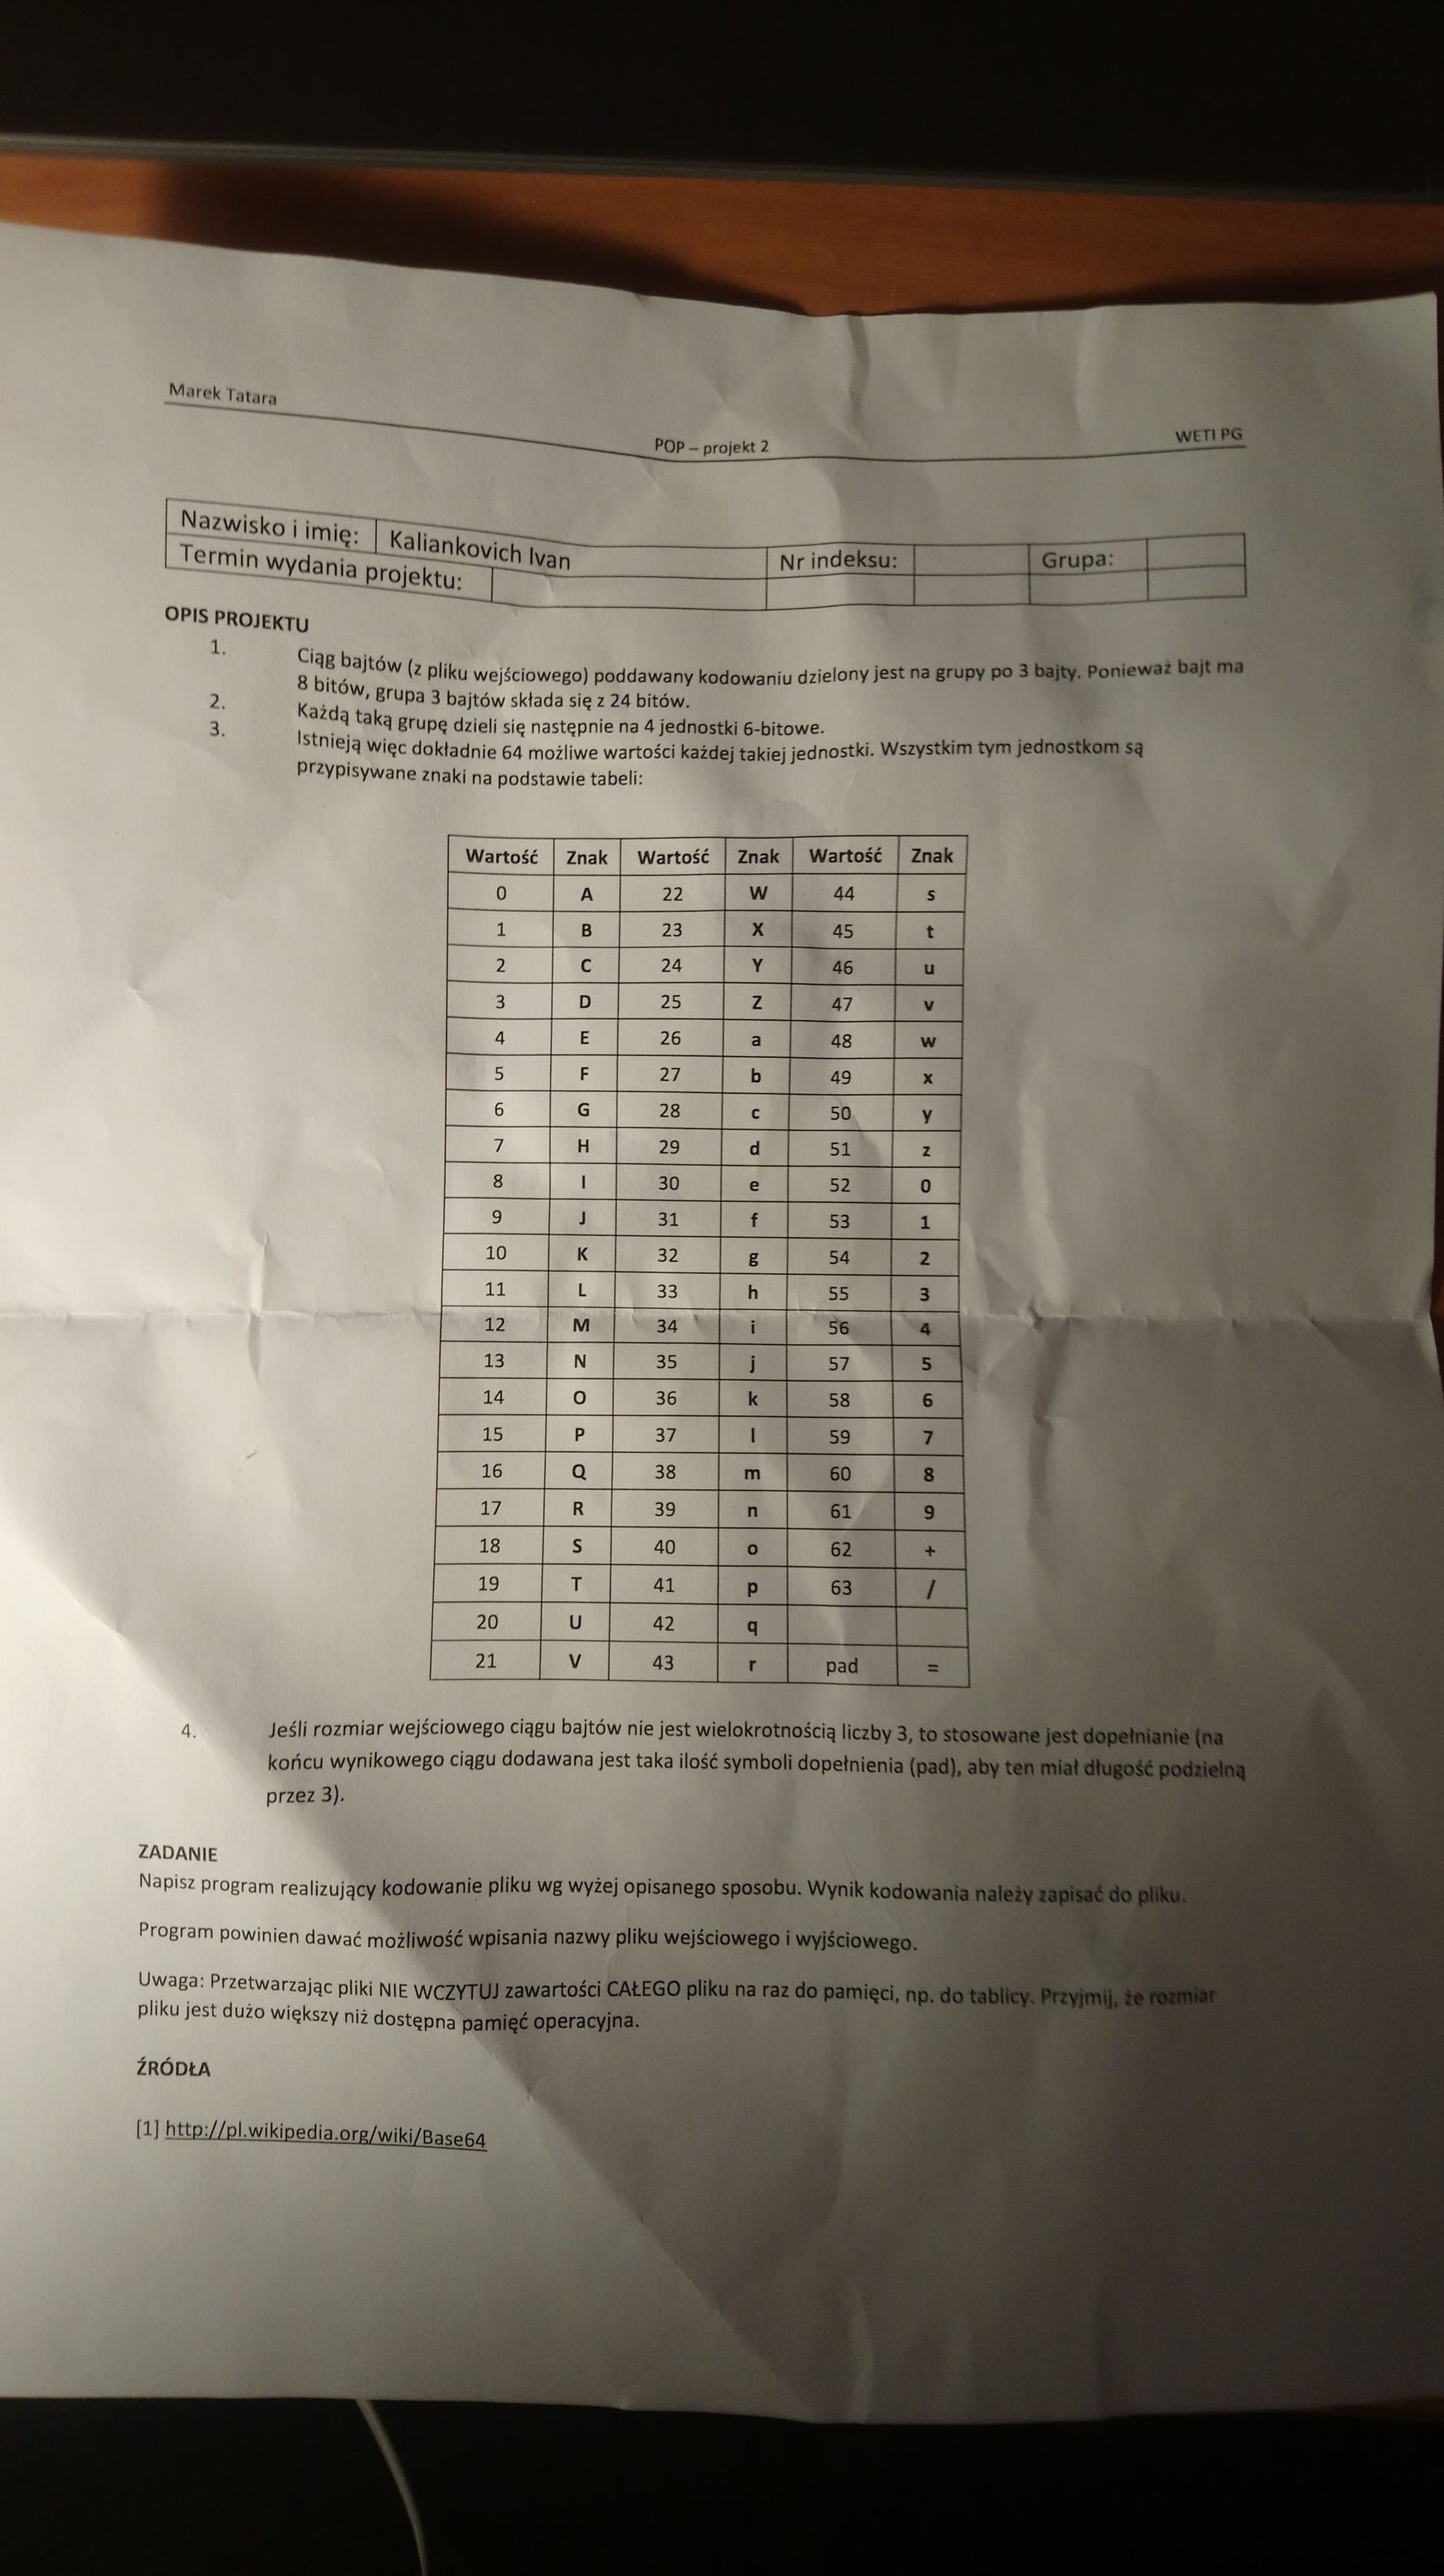 Marek Tatara
POP – projekt 2
WETI PG
Nazwisko i imię: Kaliankovich Ivan Nr indeksu: Grupa:
Termin wydania projektu:
OPIS PROJEKTU
1. Ciąg bajtów (z pliku wejściowego) poddawany kodowaniu dzielony jest na grupy po 3 bajty. Ponieważ bajt ma
8 bitów, grupa 3 bajtów składa się z 24 bitów.
2. Każdą taką grupę dzieli się następnie na 4 jednostki 6-bitowe.
3. Istnieją więc dokładnie 64 możliwe wartości każdej takiej jednostki. Wszystkim tym jednostkom są
przypisywane znaki na podstawie tabeli:
Wartość Znak Wartość Znak Wartość Znak
0 A 22 W 44 s
1 B 23 X 45 t
2 C 24 Y 46 u
3 D 25 Z 47 v
4 E 26 a 48 w
5 F 27 b 49 x
6 G 28 c 50 y
7 H 29 d 51 z
8 I 30 e 52 0
9 J 31 f 53 1
10 K 32 g 54 2
11 L 33 h 55 3
12 M 34 i 56 4
13 N 35 j 57 5
14 O 36 k 58 6
15 P 37 l 59 7
16 Q 38 m 60 8
17 R 39 n 61 9
18 S 40 o 62 +
19 T 41 p 63 /
20 U 42 q
21 V 43 r pad =
4. Jeśli rozmiar wejściowego ciągu bajtów nie jest wielokrotnością liczby 3, to stosowane jest dopełnianie (na
końcu wynikowego ciągu dodawana jest taka ilość symboli dopełnienia (pad), aby ten miał długość podzielną
przez 3).
ZADANIE
Napisz program realizujący kodowanie pliku wg wyżej opisanego sposobu. Wynik kodowania należy zapisać do pliku.
Program powinien dawać możliwość wpisania nazwy pliku wejściowego i wyjściowego.
Uwaga: Przetwarzając pliki NIE WCZYTUJ zawartości CAŁEGO pliku na raz do pamięci, np. do tablicy. Przyjmij, że rozmiar
pliku jest dużo większy niż dostępna pamięć operacyjna.
ŹRÓDŁA
[1] http://pl.wikipedia.org/wiki/Base64